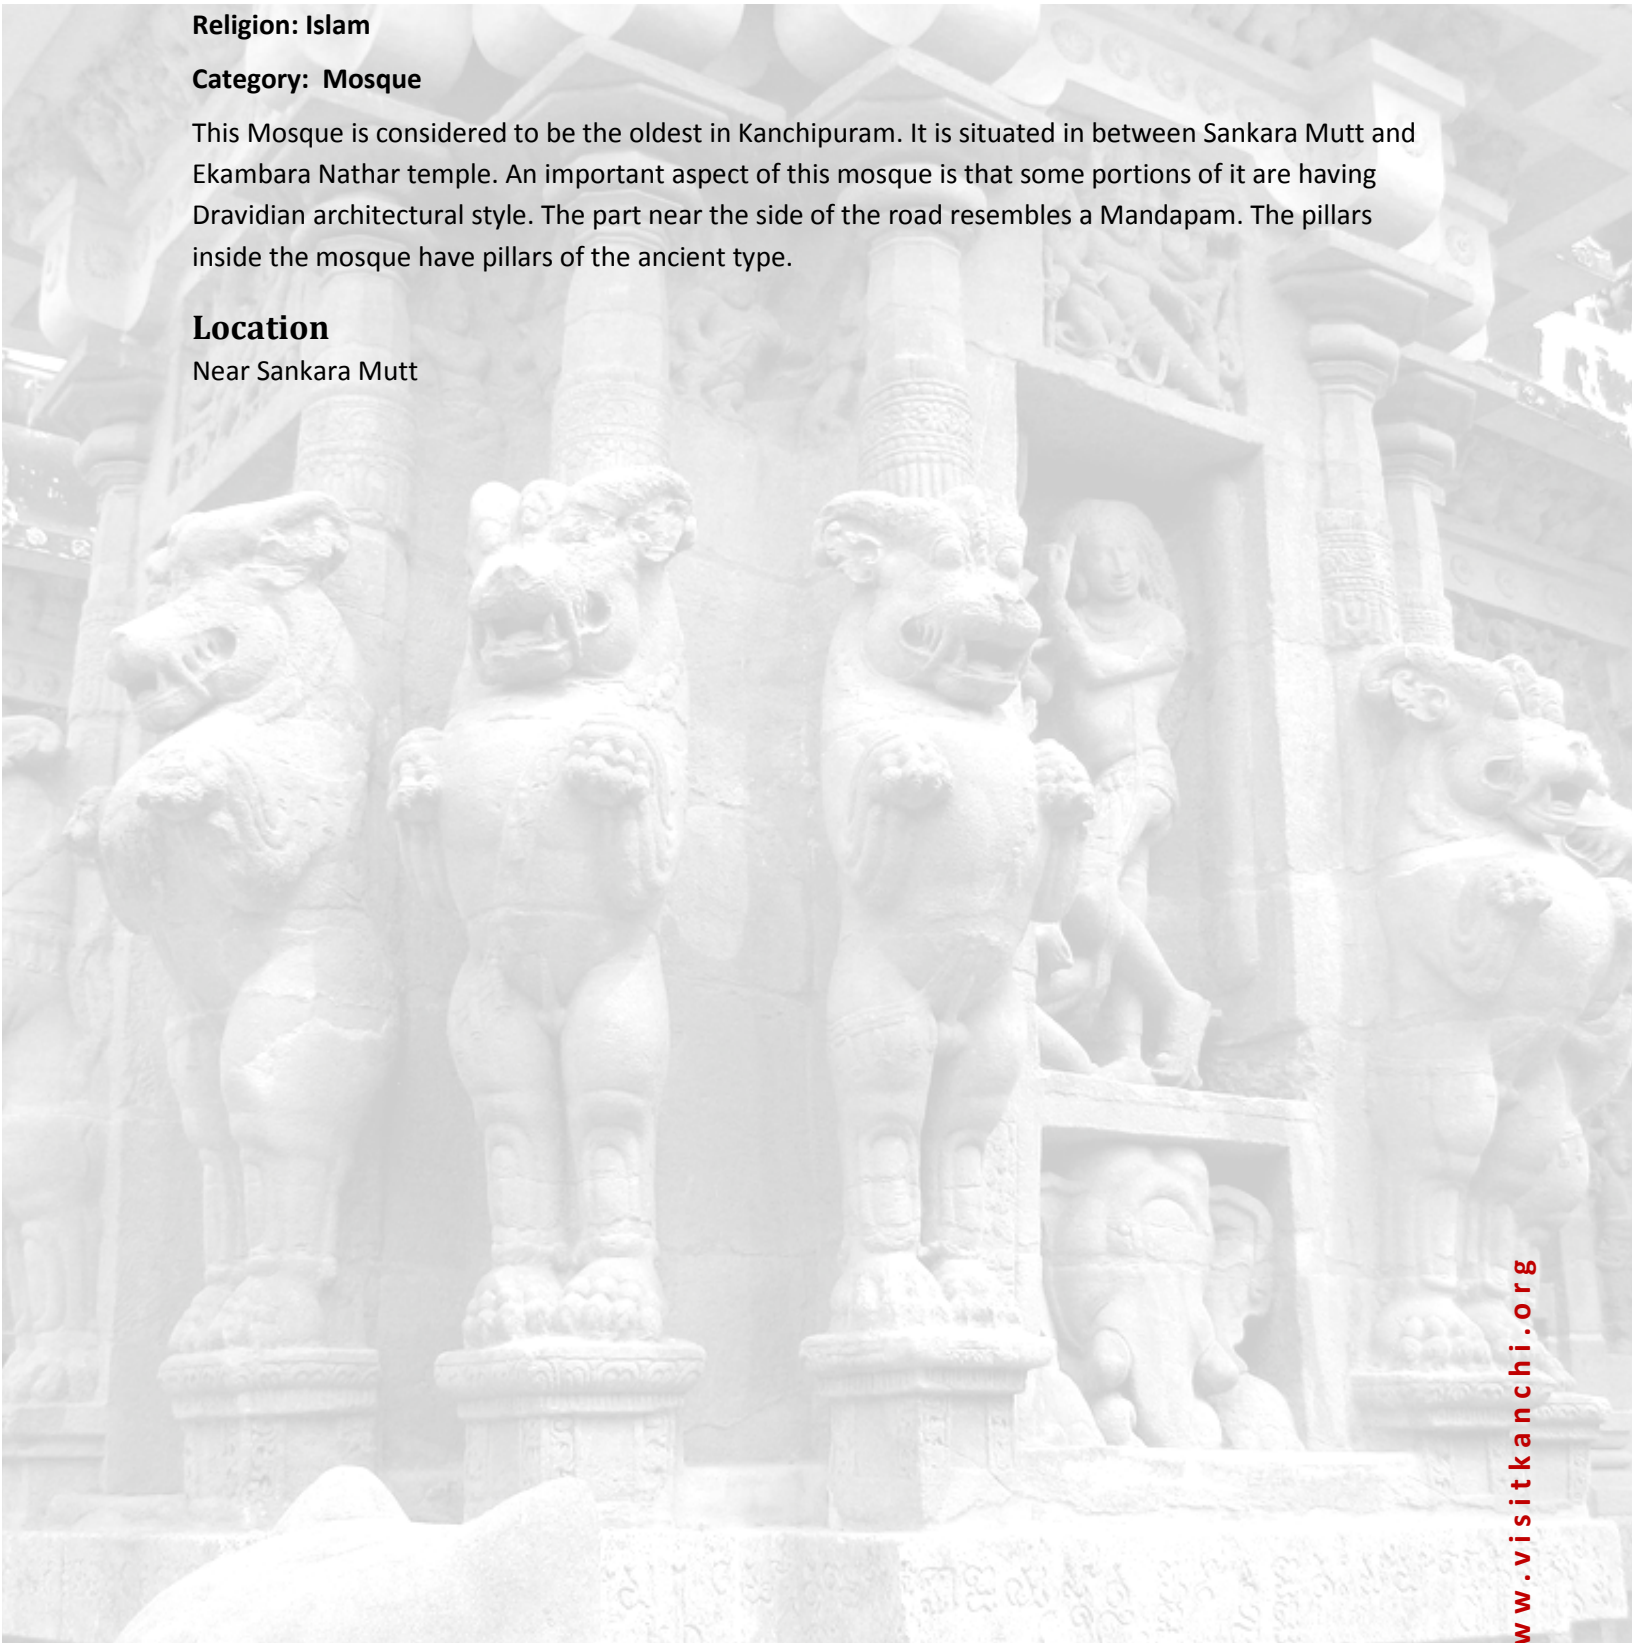 Religion: Islam
Category:  Mosque
This Mosque is considered to be the oldest in Kanchipuram. It is situated in between Sankara Mutt and
Ekambara Nathar temple. An important aspect of this mosque is that some portions of it are having
Dravidian architectural style. The part near the side of the road resembles a Mandapam. The pillars
inside the mosque have pillars of the ancient type.
Location
Near Sankara Mutt
w.visitkanchi.org